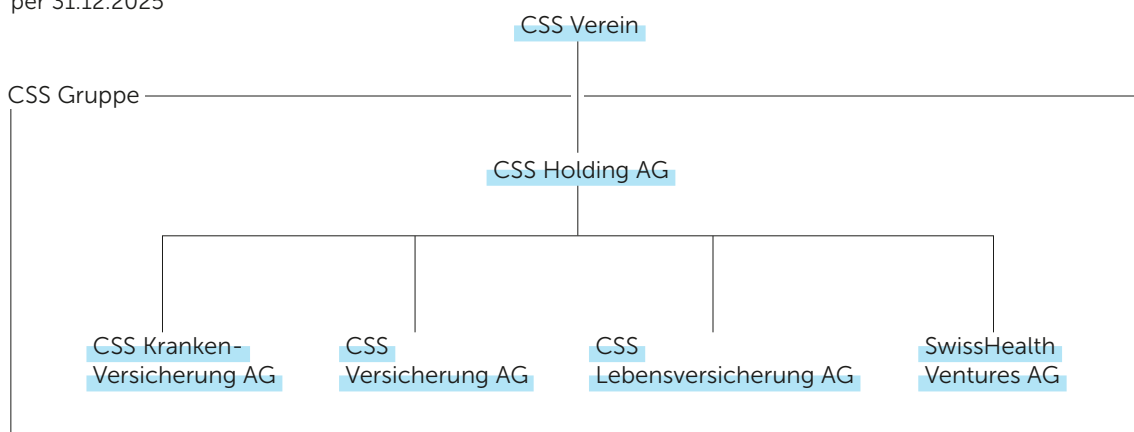 per 31.12.2025
CSS Verein
CSS Gruppe
CSS Holding AG
CSS Kranken-
Versicherung AG
CSS
Versicherung AG
CSS
Lebensversicherung AG
SwissHealth
Ventures AG